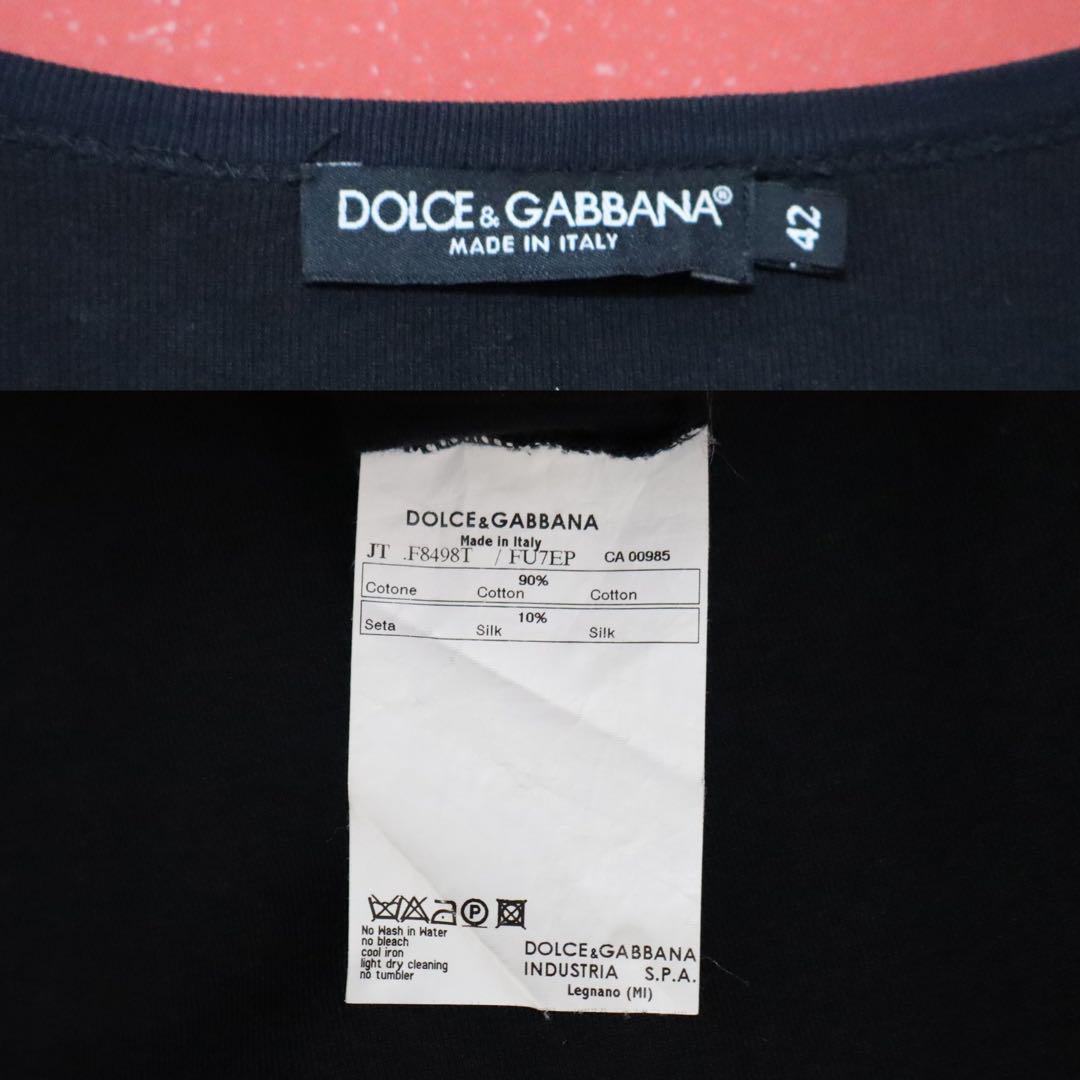 DOLCE & GABBANA®
MADE IN ITALY
42
DOLCE&GABBANA
Made in Italy
JT .F8498T / FU7EP CA 00985
90%
Cotone Cotton Cotton
10%
Seta Silk Silk
P
No Wash in Water
no bleach
cool iron
light dry cleaning
no tumbler
DOLCE&GABBANA
INDUSTRIA S.P.A.
Legnano (MI)